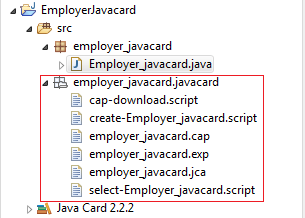 EmployerJavacard
src
employer_javacard
Employer_javacard.java
employer_javacard.javacard
cap-download.script
create-Employer_javacard.script
employer_javacard.cap
employer_javacard.exp
employer_javacard.jca
select-Employer_javacard.script
Java Card 2.2.2